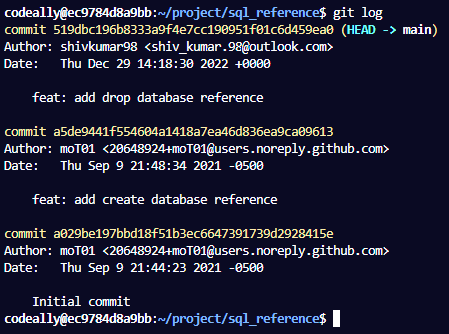 codeally@ec9784d8a9bb:~/project/sql_reference$ git log
commit 519dbc196b8333a9f4e7cc190951f01c6d459ea0 (HEAD -> main)
Author: shivkumar98 <shiv_kumar.98@outlook.com>
Date:   Thu Dec 29 14:18:30 2022 +0000
    feat: add drop database reference
commit a5de9441f554604a1418a7ea46d836ea9ca09613
Author: moT01 <20648924+moT01@users.noreply.github.com>
Date:   Thu Sep 9 21:48:34 2021 -0500
    feat: add create database reference
commit a029be197bbd18f51b3ec6647391739d2928415e
Author: moT01 <20648924+moT01@users.noreply.github.com>
Date:   Thu Sep 9 21:44:23 2021 -0500
    Initial commit
codeally@ec9784d8a9bb:~/project/sql_reference$